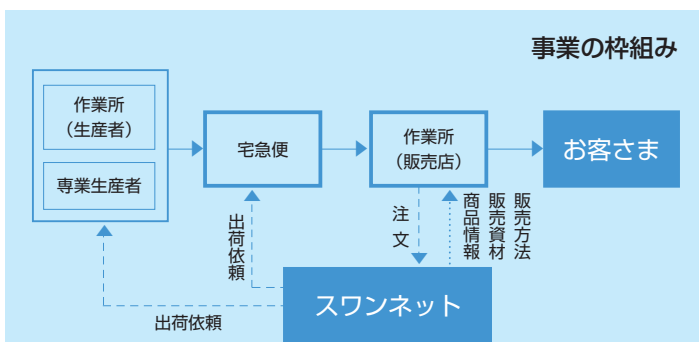 事業の枠組み
作業所
(生産者)
専業生産者
宅急便
作業所
(販売店)
お客さま
出荷依頼
注文
商品情報
販売資材
販売方法
スワンネット
出荷依頼